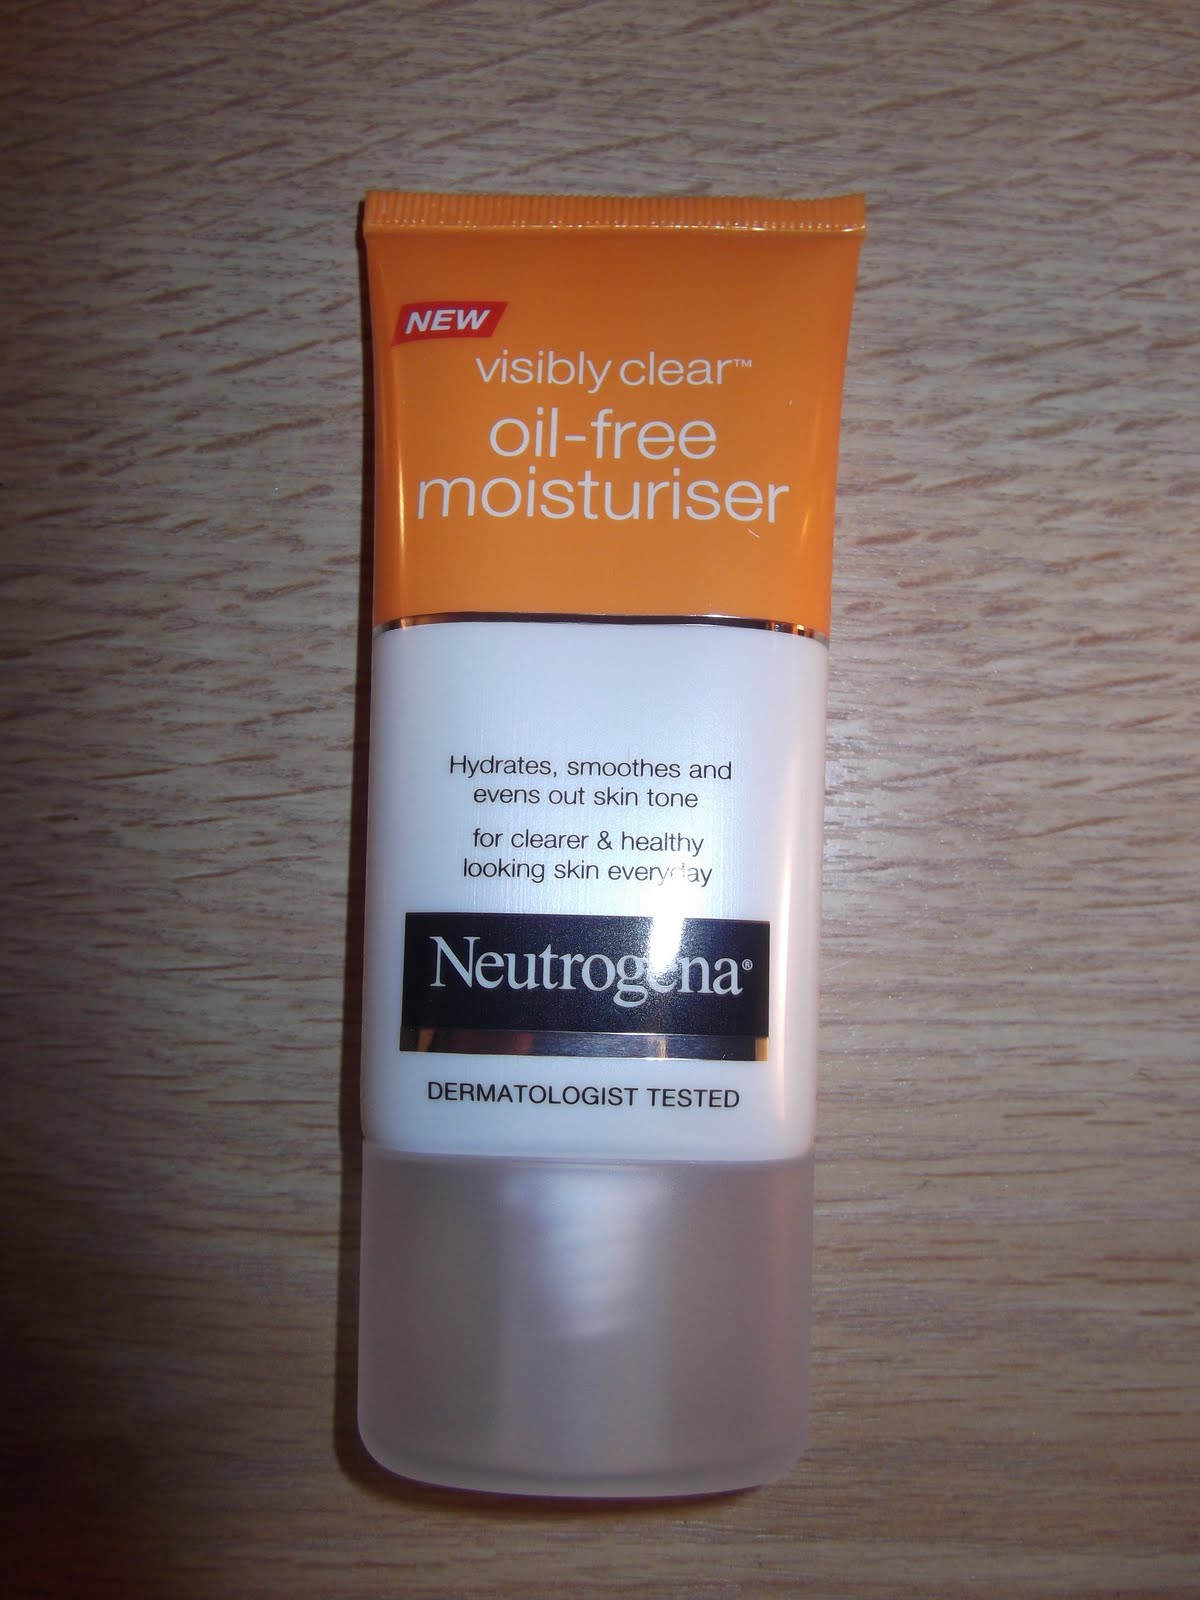 NEW
visibly clear™
oil-free
moisturiser
Hydrates, smoothes and
evens out skin tone
for clearer & healthy
looking skin everyday
Neutrogena®
DERMATOLOGIST TESTED